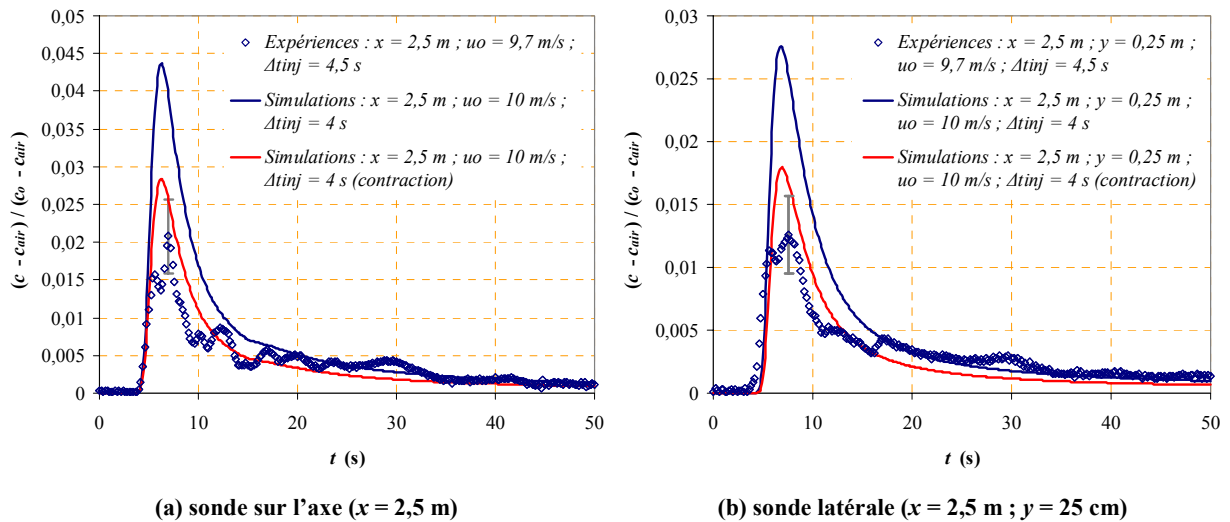 0,05
0,045
0,04
0,035
0,03
0,025
0,02
0,015
0,01
0,005
0
(c - cair) / (co - cair)
Expériences : x = 2,5 m ; uo = 9,7 m/s ;
Δtinj = 4,5 s
Simulations : x = 2,5 m ; uo = 10 m/s ;
Δtinj = 4 s
Simulations : x = 2,5 m ; uo = 10 m/s ;
Δtinj = 4 s (contraction)
0 10 20 30 40 50
t (s)
(a) sonde sur l'axe (x = 2,5 m)
0,03
0,025
0,02
0,015
0,01
0,005
0
(c - cair) / (co - cair)
Expériences : x = 2,5 m ; y = 0,25 m ;
uo = 9,7 m/s ; Δtinj = 4,5 s
Simulations : x = 2,5 m ; y = 0,25 m ;
uo = 10 m/s ; Δtinj = 4 s
Simulations : x = 2,5 m ; y = 0,25 m ;
uo = 10 m/s ; Δtinj = 4 s (contraction)
0 10 20 30 40 50
t (s)
(b) sonde latérale (x = 2,5 m ; y = 25 cm)